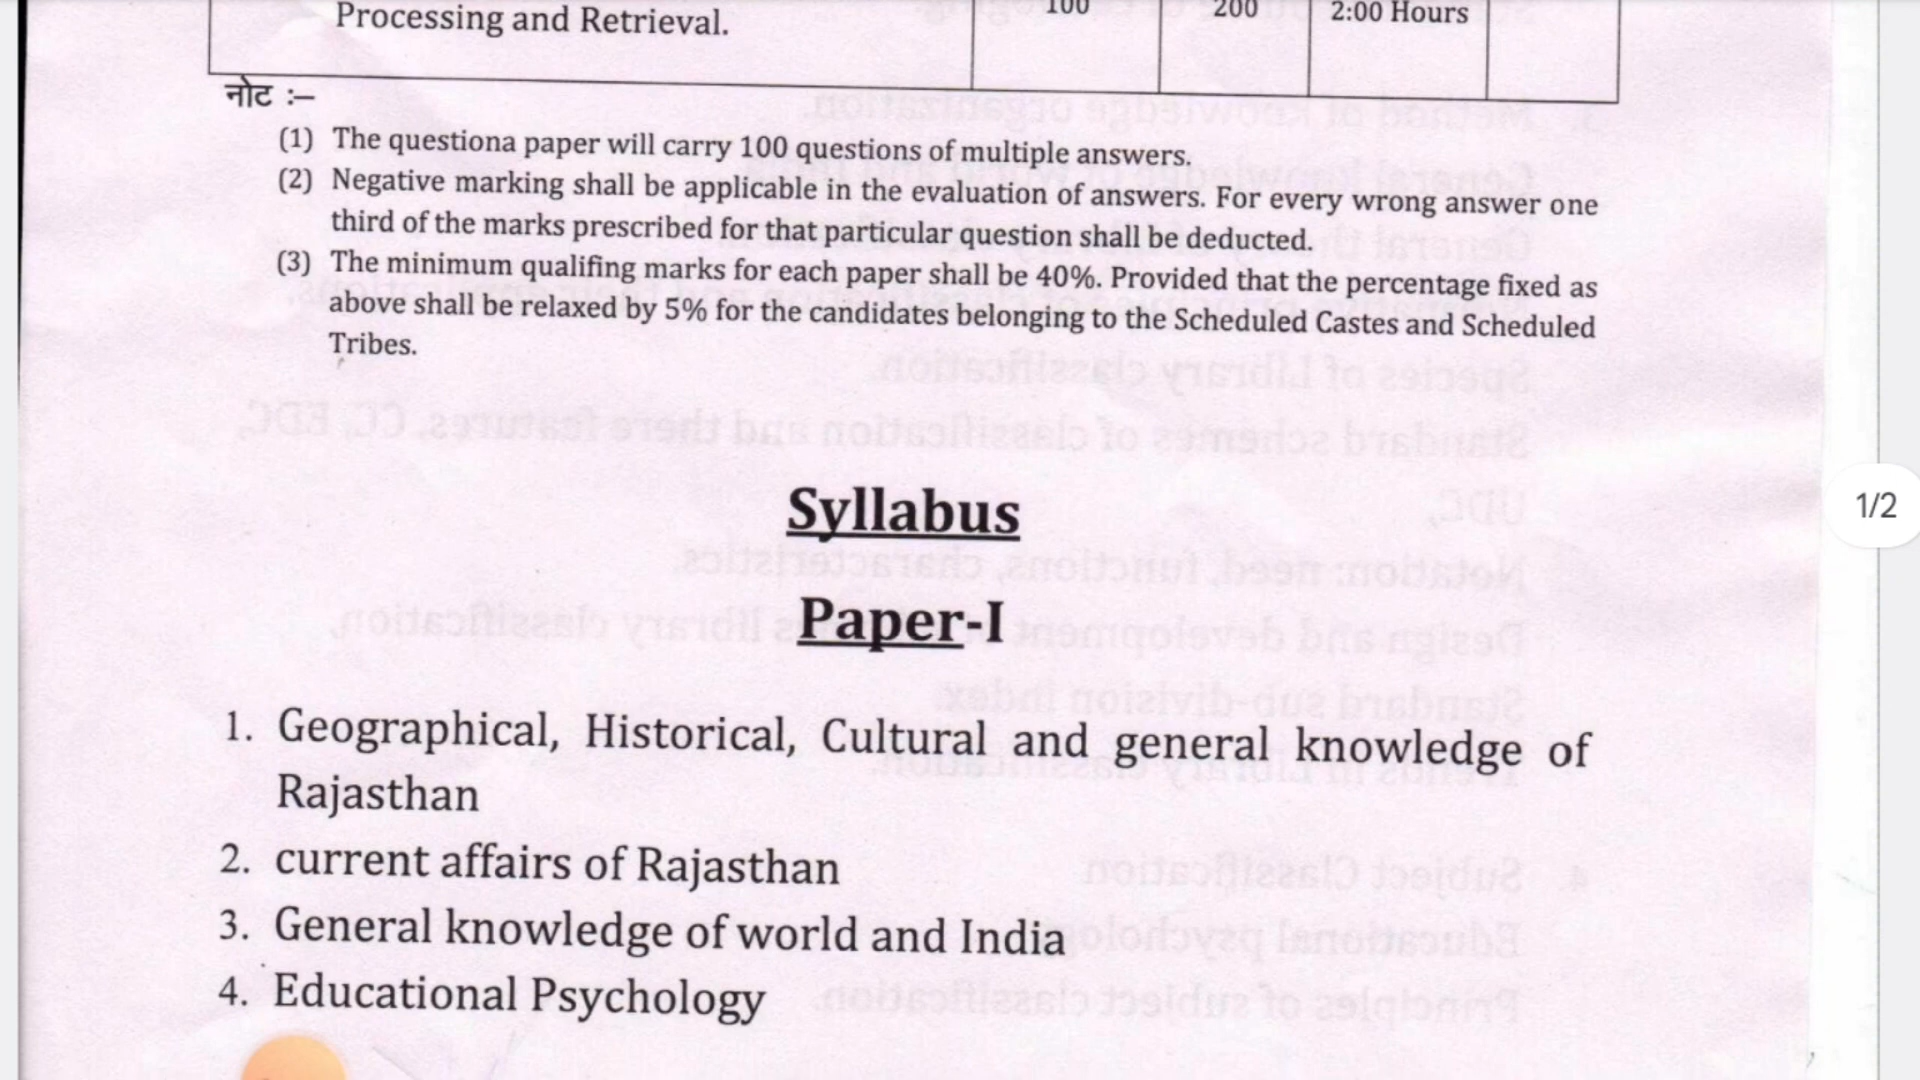 Processing and Retrieval.
100
200
2:00 Hours
नोट :–
(1) The questiona paper will carry 100 questions of multiple answers.
(2) Negative marking shall be applicable in the evaluation of answers. For every wrong answer one
third of the marks prescribed for that particular question shall be deducted.
(3) The minimum qualifing marks for each paper shall be 40%. Provided that the percentage fixed as
above shall be relaxed by 5% for the candidates belonging to the Scheduled Castes and Scheduled
Tribes.
Syllabus
1/2
Paper-I
1. Geographical, Historical, Cultural and general knowledge of
Rajasthan
2. current affairs of Rajasthan
3. General knowledge of world and India
4. Educational Psychology